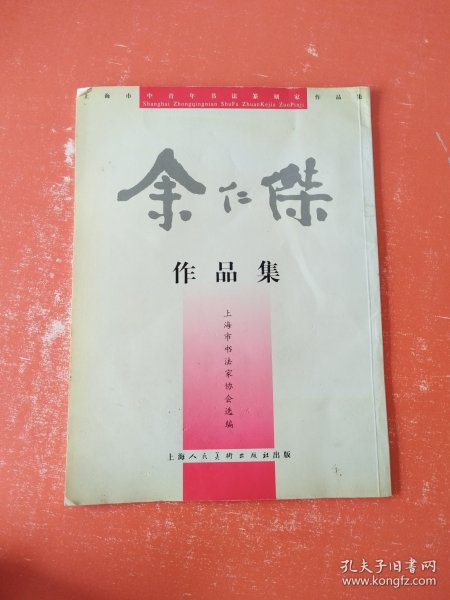 上海市中青年书法篆刻家作品集
Shanghai Zhongqingnian ShuFa ZhuanKejia ZuoPinji
余仁傑
作品集
上海市书法家协会选编
上海人民美術出版社出版
孔夫子旧书网
www.kongfz.com